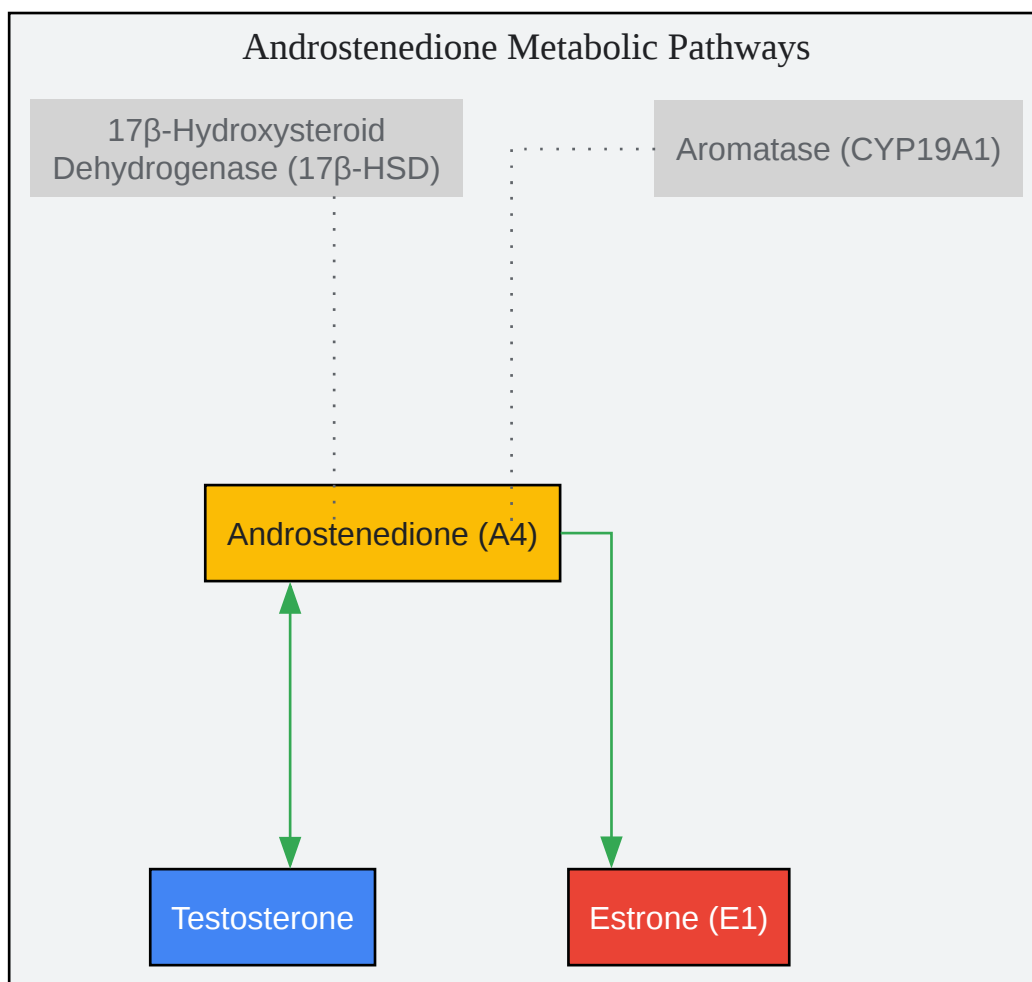 Androstenedione Metabolic Pathways
17β-Hydroxysteroid
Dehydrogenase (17β-HSD)
Aromatase (CYP19A1)
Androstenedione (A4)
Testosterone
Estrone (E1)